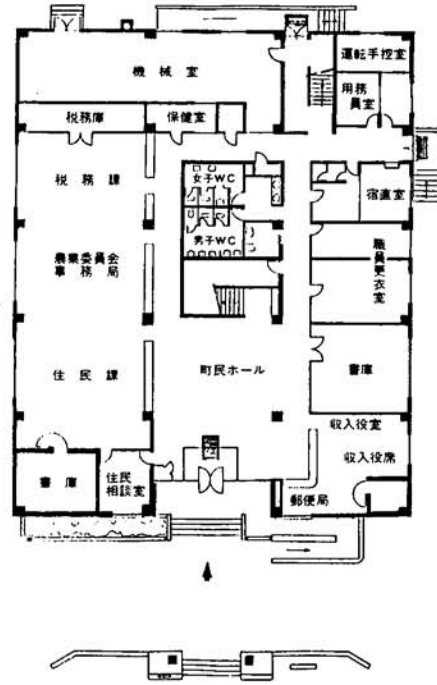 機械室
運転手控室
用務
員室
税務庫
保健室
女子WC
税務課
宿直室
男子WC
農業委員会
事務局
職員更衣室
住民課
町民ホール
書庫
収入役室
収入役席
書庫
住民
相談室
郵便局